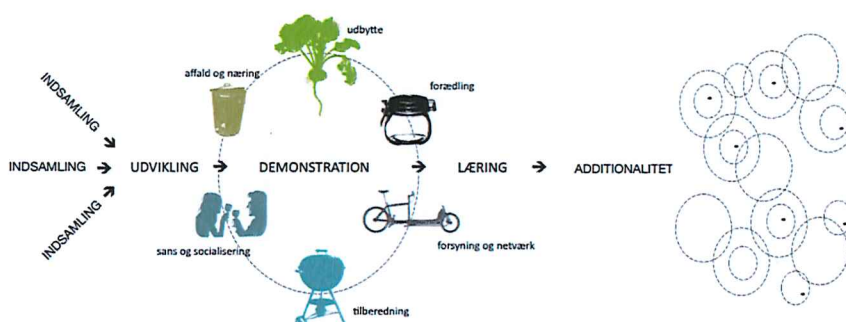 INDSAMLING
INDSAMLING
INDSAMLING
UDVIKLING
DEMONSTRATION
LÆRING
ADDITIONALITET
udbytte
forædling
forsyning og netværk
tilberedning
sans og socialisering
affald og næring